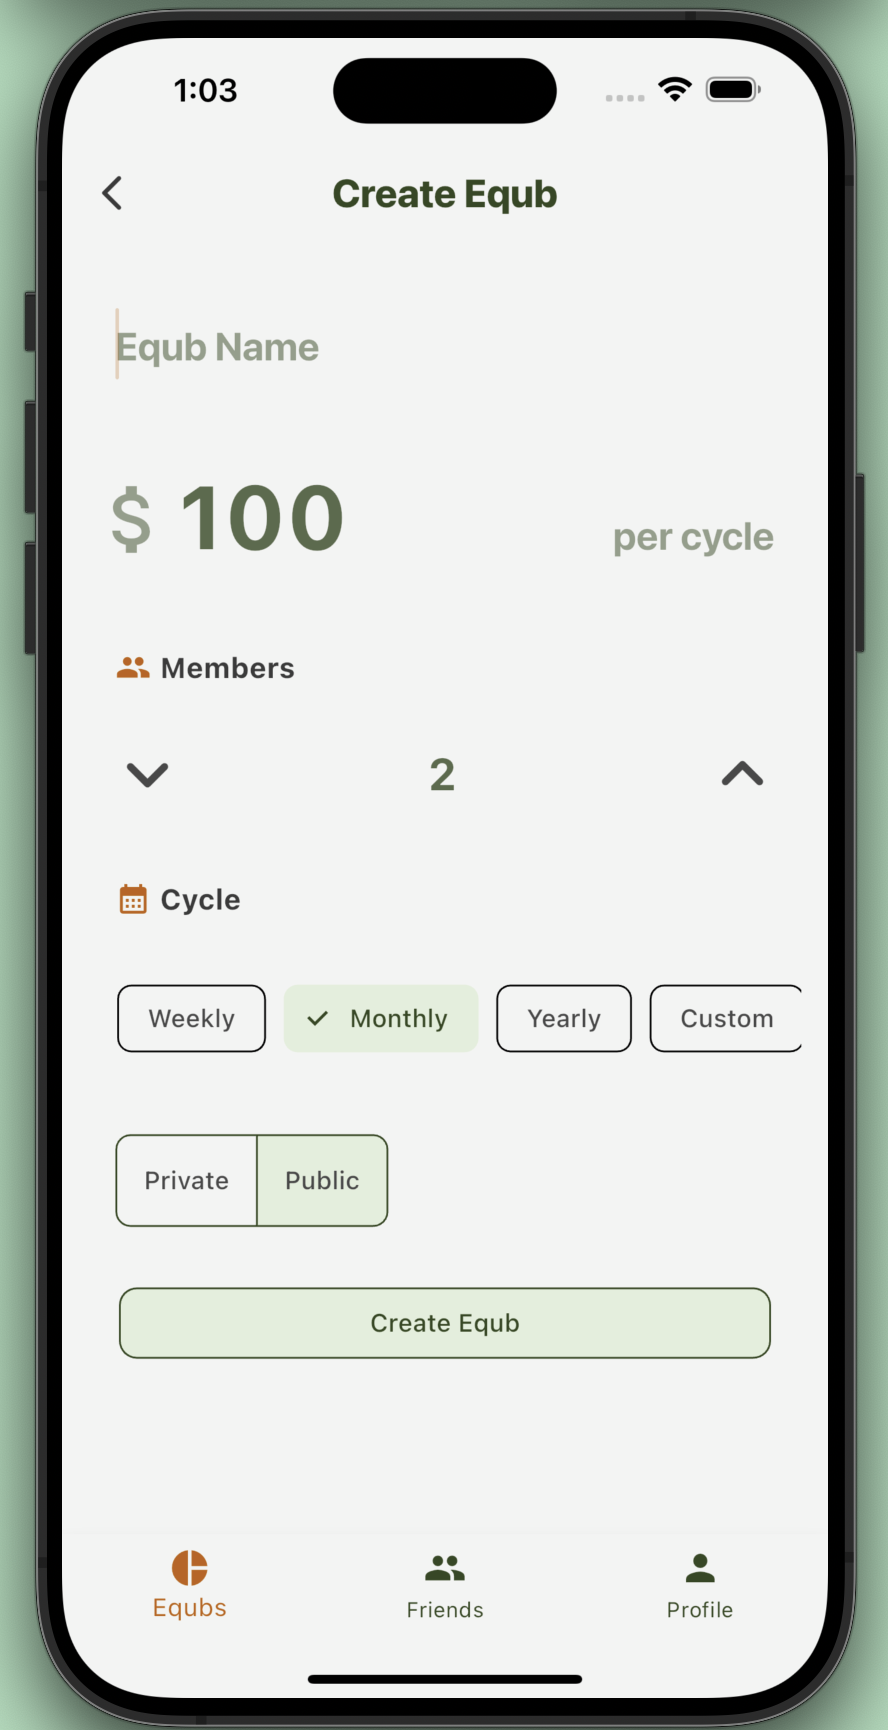 1:03
Create Equb
Equb Name
$ 100 per cycle
Members
2
Cycle
Weekly Monthly Yearly Custom
Private Public
Create Equb
Equbs Friends Profile